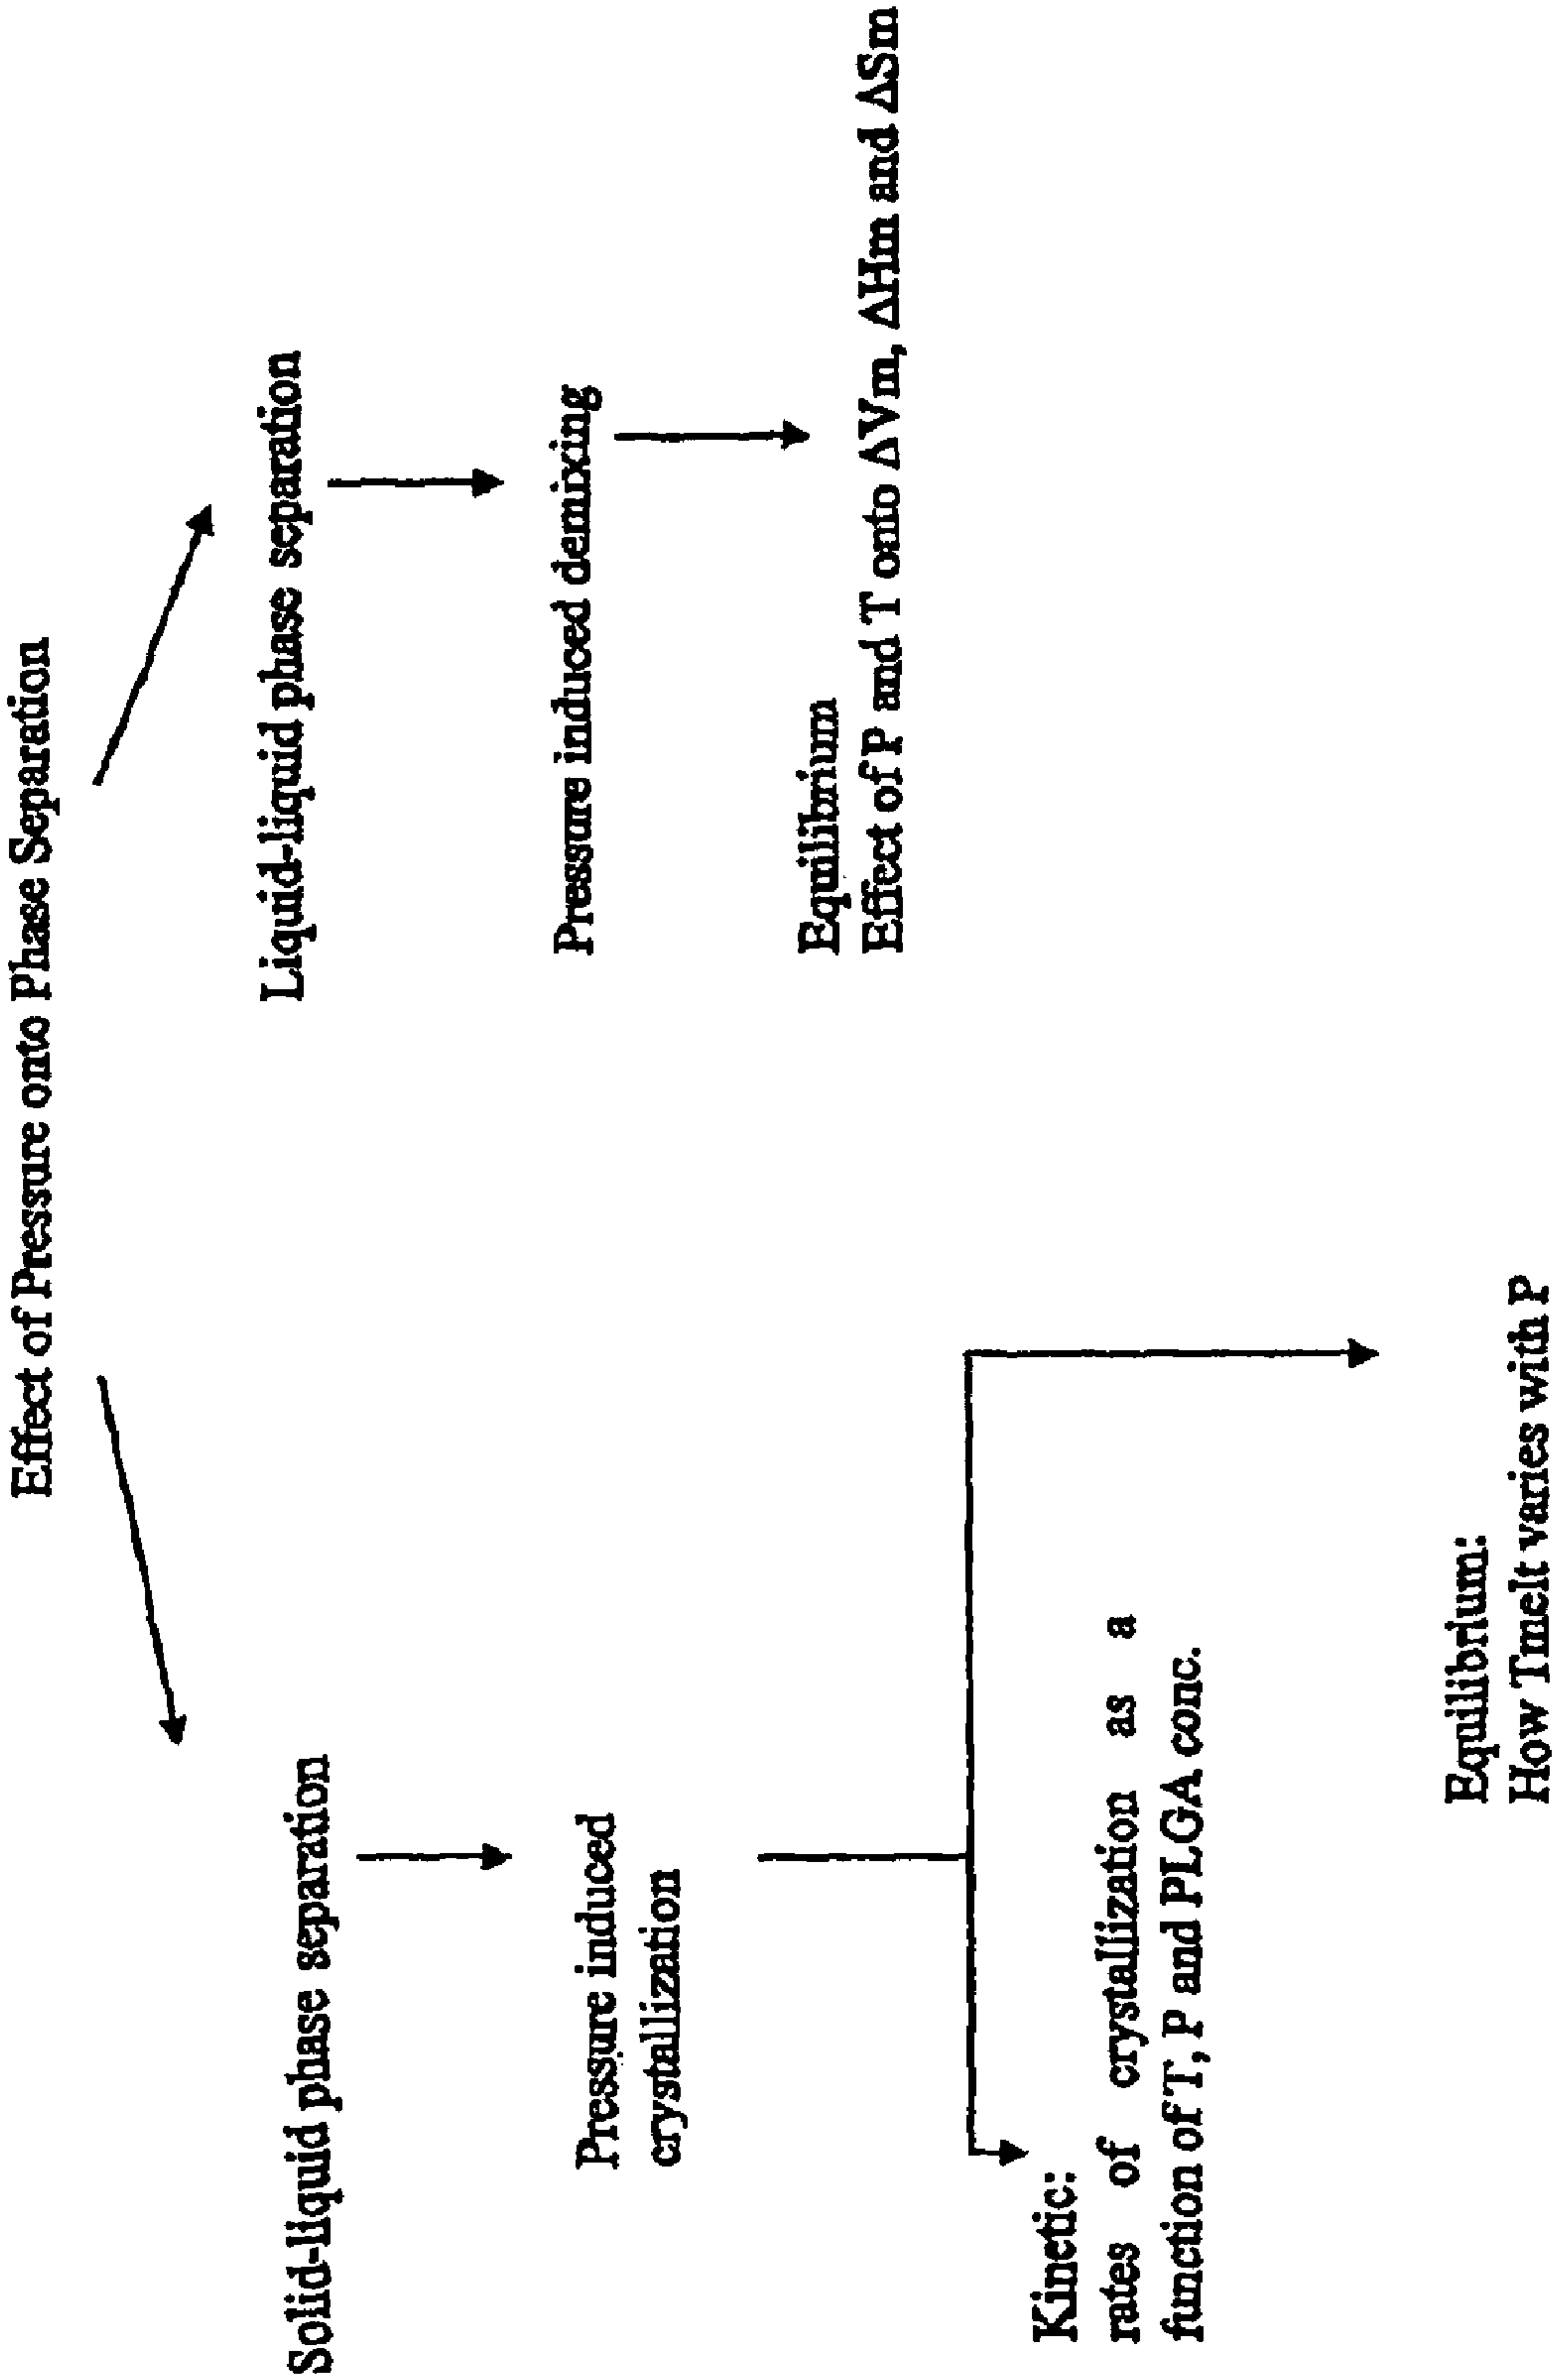 Effect of Pressure onto Phase Separation
Solid-liquid phase separation
Liquid-liquid phase separation
Pressure induced
crystallization
Pressure induced demixing
Kinetic:
rates of crystallization as a
function of T, P and PLGA conc.
Equilibrium:
How Tmelt varies with P
Equilibrium
Effect of P and T onto ΔVm, ΔHm and ΔSm